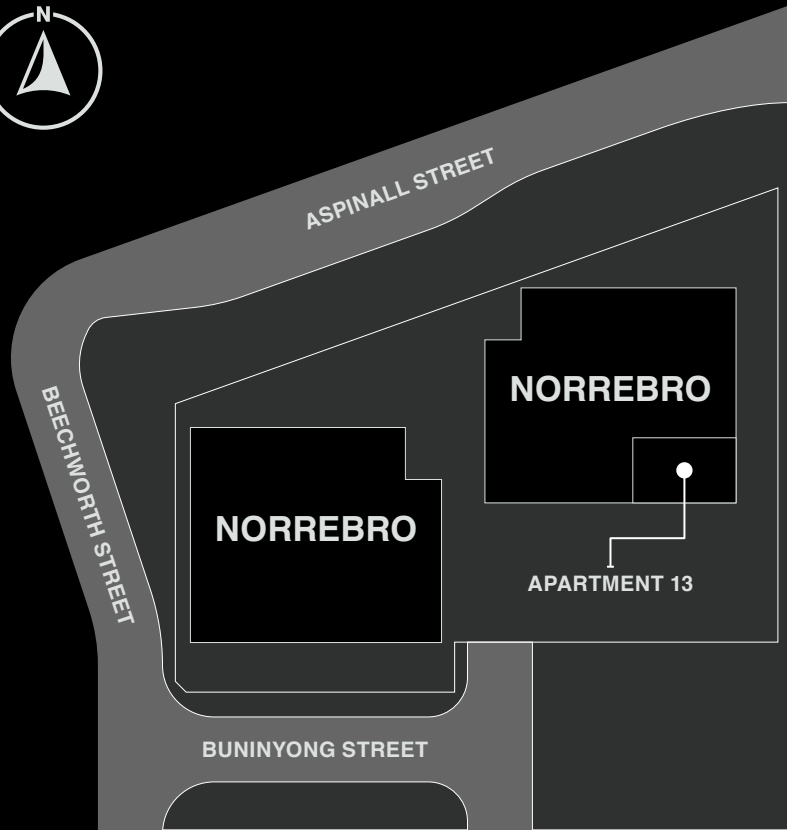 N
ASPINALL STREET
NORREBRO
BEECHWORTH STREET
NORREBRO
APARTMENT 13
BUNINYONG STREET